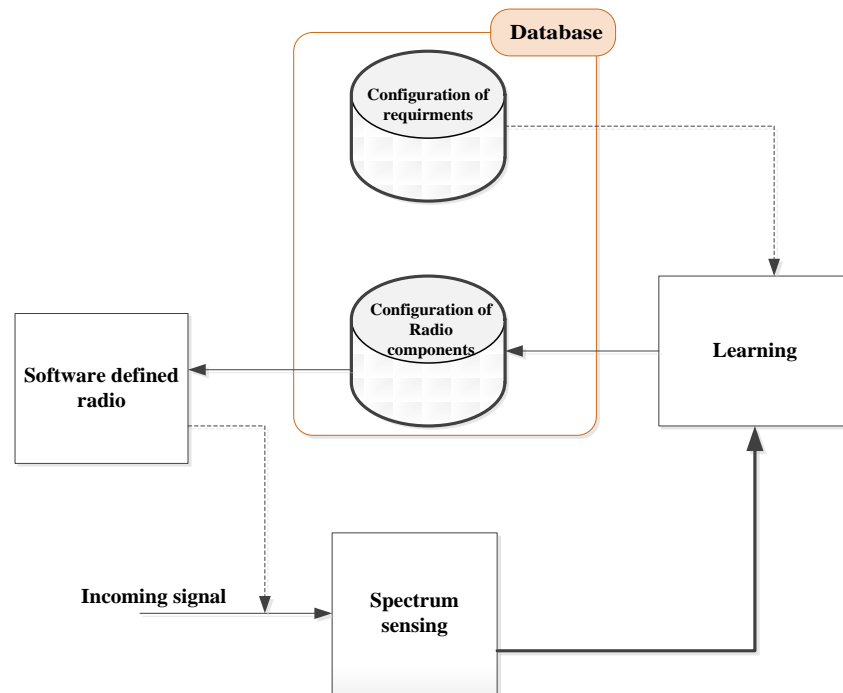 Database
Configuration of
requirments
Configuration of
Radio
components
Learning
Software defined
radio
Incoming signal
Spectrum
sensing